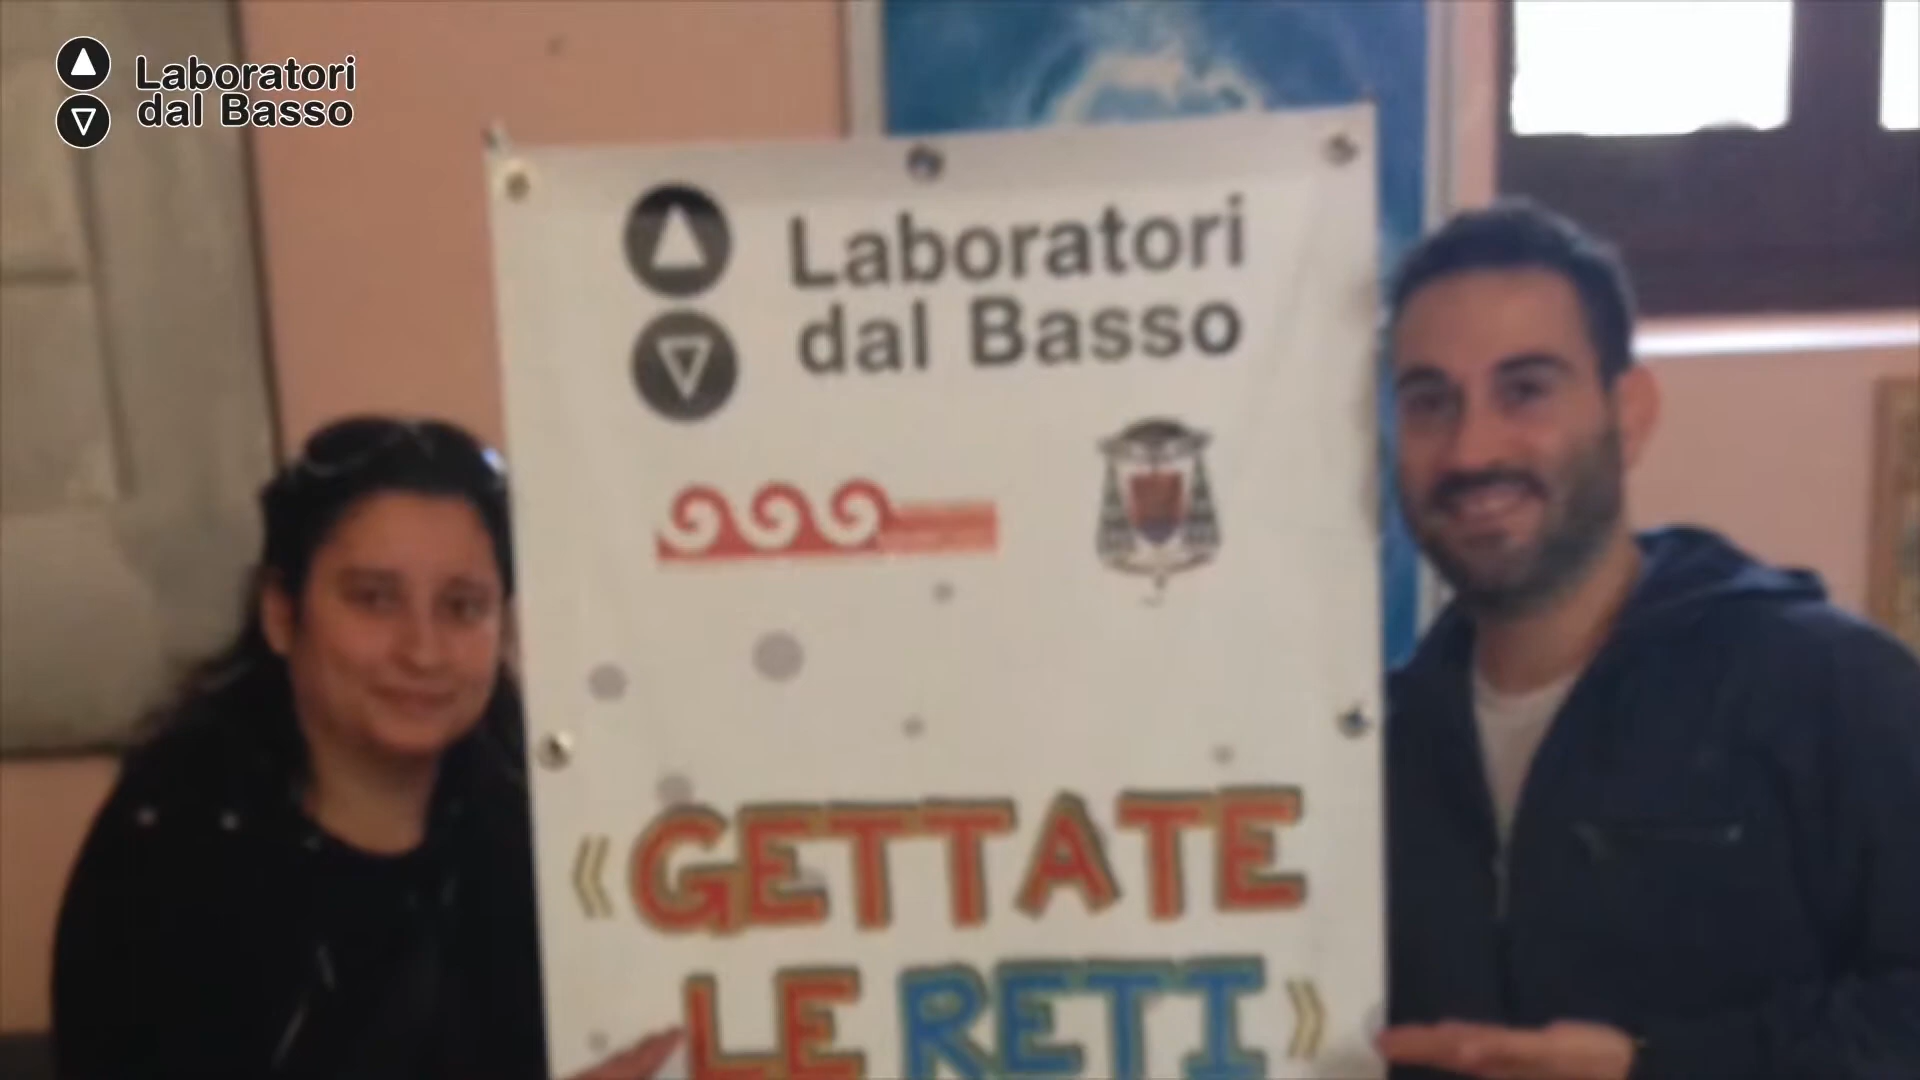 Laboratori
dal Basso
Laboratori
dal Basso
«GETTATE
LE RETI»